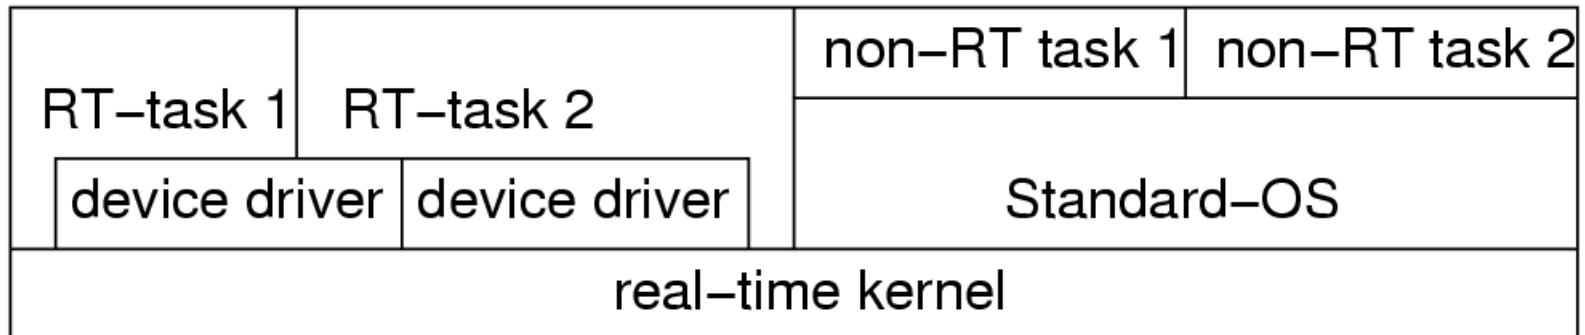 non−RT task 1 non−RT task 2
RT−task 1 RT−task 2
device driver device driver Standard−OS
real−time kernel